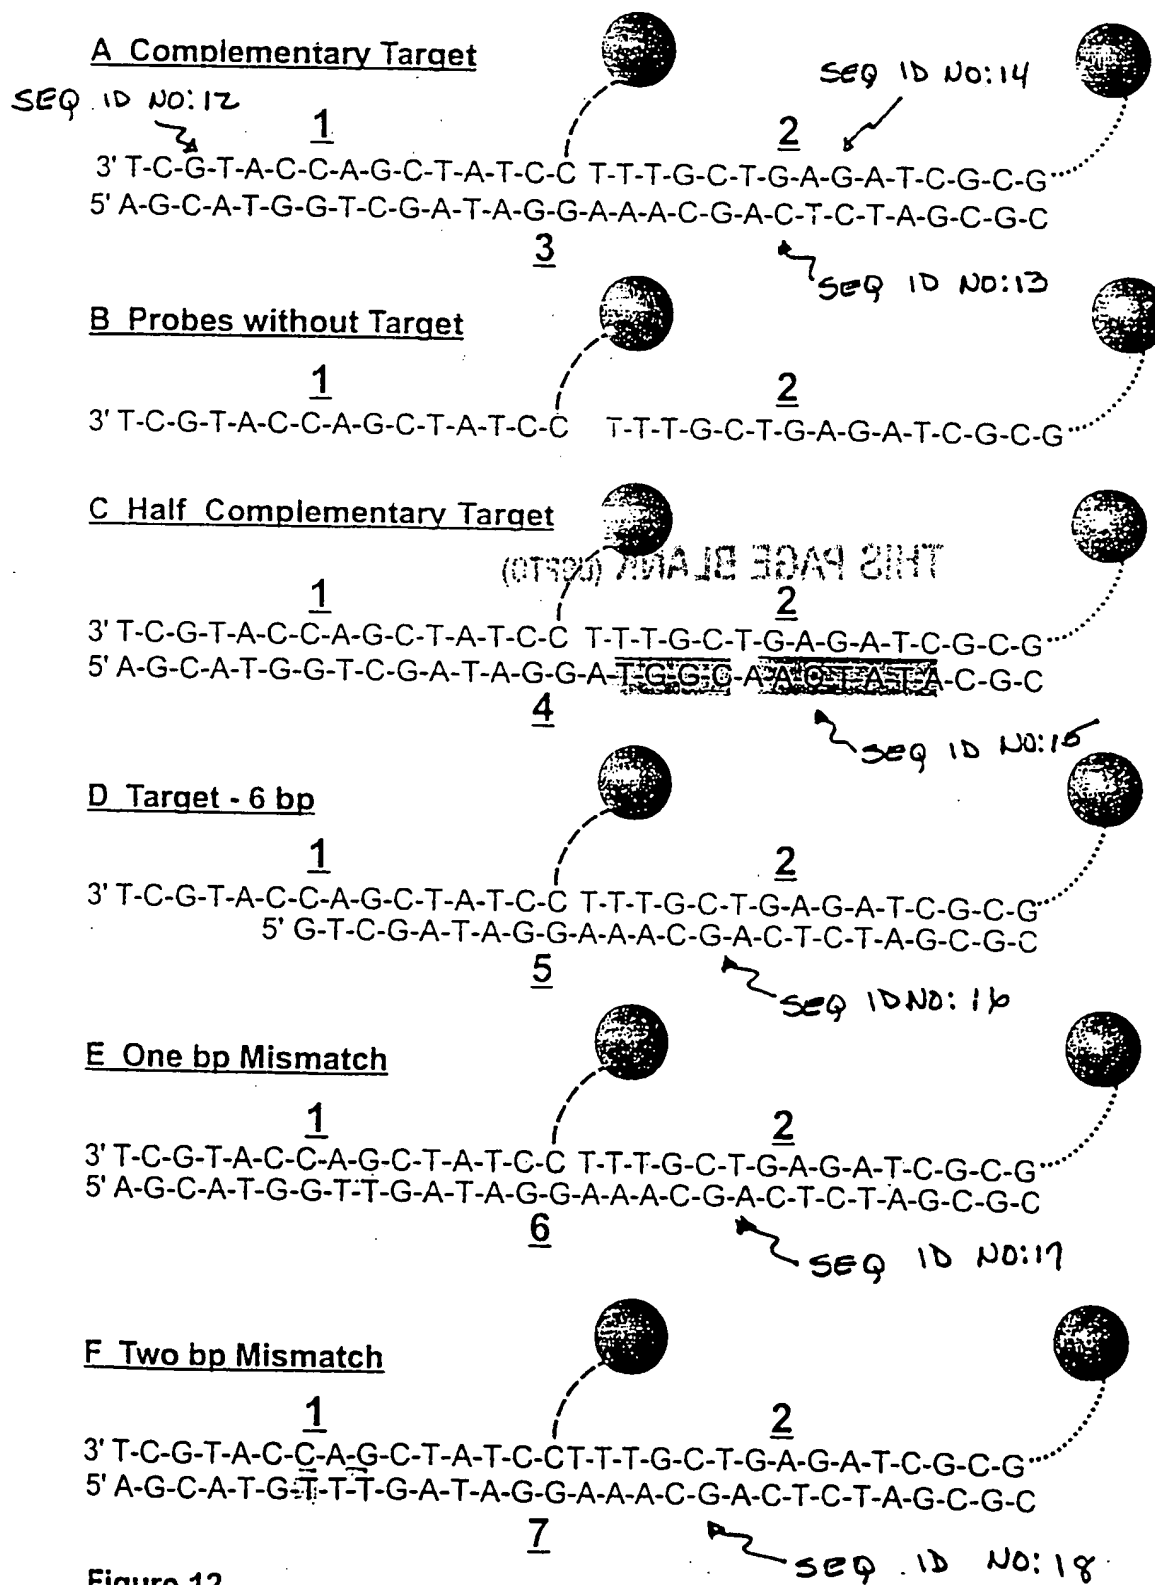 A Complementary Target
SEQ ID NO:12
SEQ ID NO:14
1
2
3' T-C-G-T-A-C-C-A-G-C-T-A-T-C-C T-T-T-G-C-T-G-A-G-A-T-C-G-C-G
5' A-G-C-A-T-G-G-T-C-G-A-T-A-G-G-A-A-A-C-G-A-C-T-C-T-A-G-C-G-C
3
SEQ ID NO:13
B Probes without Target
1
2
3' T-C-G-T-A-C-C-A-G-C-T-A-T-C-C T-T-T-G-C-T-G-A-G-A-T-C-G-C-G
C Half Complementary Target
THIS PAGE BLANK (USPTO)
1
2
3' T-C-G-T-A-C-C-A-G-C-T-A-T-C-C T-T-T-G-C-T-G-A-G-A-T-C-G-C-G
5' A-G-C-A-T-G-G-T-C-G-A-T-A-G-G-A-T-G-G-C-A-A-C-T-A-T-A-C-G-C
4
SEQ ID NO:15
D Target - 6 bp
1
2
3' T-C-G-T-A-C-C-A-G-C-T-A-T-C-C T-T-T-G-C-T-G-A-G-A-T-C-G-C-G
5' G-T-C-G-A-T-A-G-G-A-A-A-C-G-A-C-T-C-T-A-G-C-G-C
5
SEQ ID NO:16
E One bp Mismatch
1
2
3' T-C-G-T-A-C-C-A-G-C-T-A-T-C-C T-T-T-G-C-T-G-A-G-A-T-C-G-C-G
5' A-G-C-A-T-G-G-T-T-G-A-T-A-G-G-A-A-A-C-G-A-C-T-C-T-A-G-C-G-C
6
SEQ ID NO:17
F Two bp Mismatch
1
2
3' T-C-G-T-A-C-C-A-G-C-T-A-T-C-C-T-T-T-G-C-T-G-A-G-A-T-C-G-C-G
5' A-G-C-A-T-G-T-T-T-G-A-T-A-G-G-A-A-A-C-G-A-C-T-C-T-A-G-C-G-C
7
SEQ ID NO:18
Figure 12